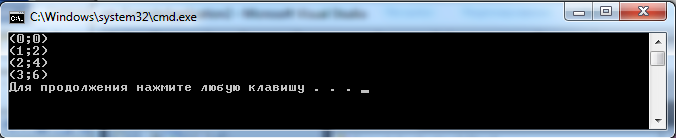 C:\Windows\system32\cmd.exe
(0;0)
(1;2)
(2;4)
(3;6)
Для продолжения нажмите любую клавишу . . . _